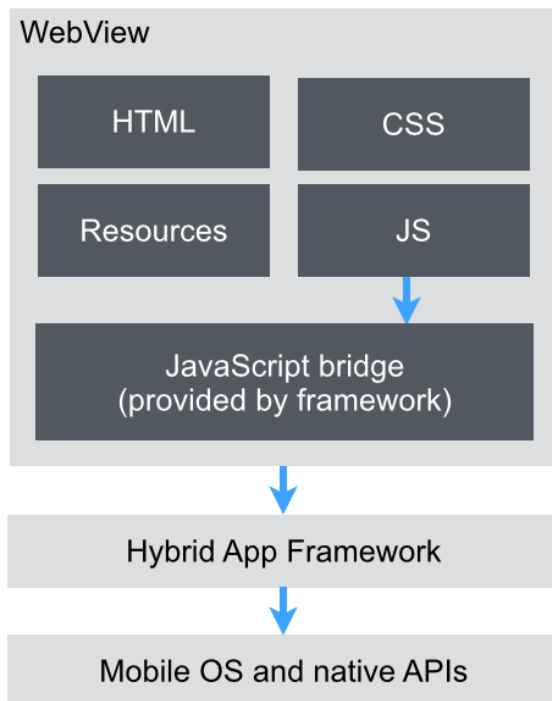 WebView
HTML
CSS
Resources
JS
JavaScript bridge
(provided by framework)
Hybrid App Framework
Mobile OS and native APIs